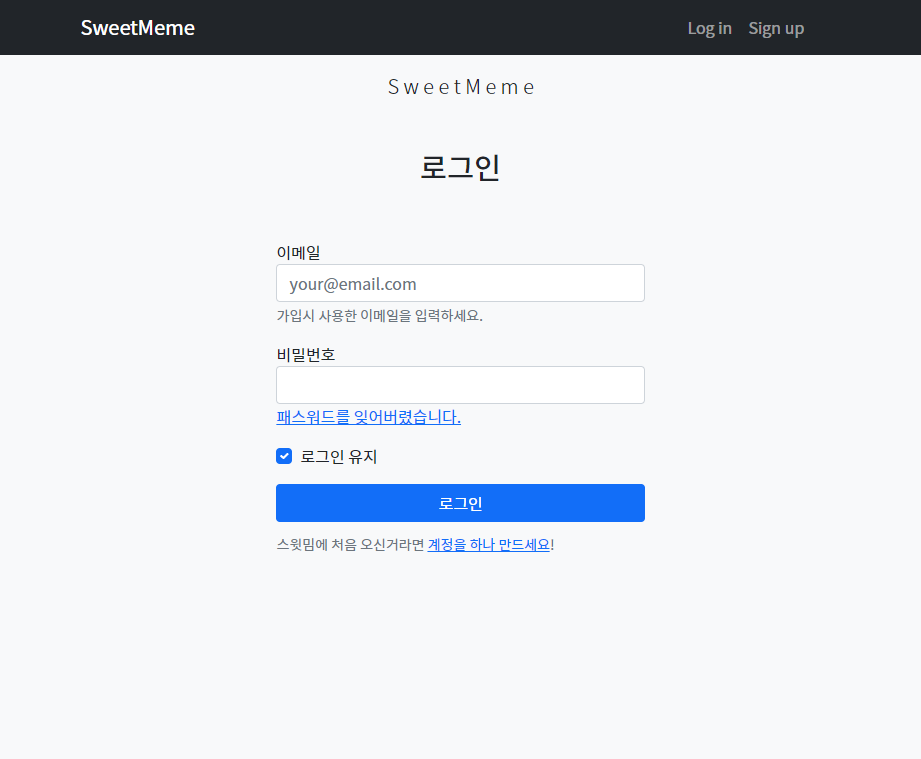 SweetMeme Log in Sign up
SweetMeme
로그인
이메일
your@email.com
가입시 사용한 이메일을 입력하세요.
비밀번호
패스워드를 잊어버렸습니다.
로그인 유지
로그인
스윗밈에 처음 오신거라면 계정을 하나 만드세요!